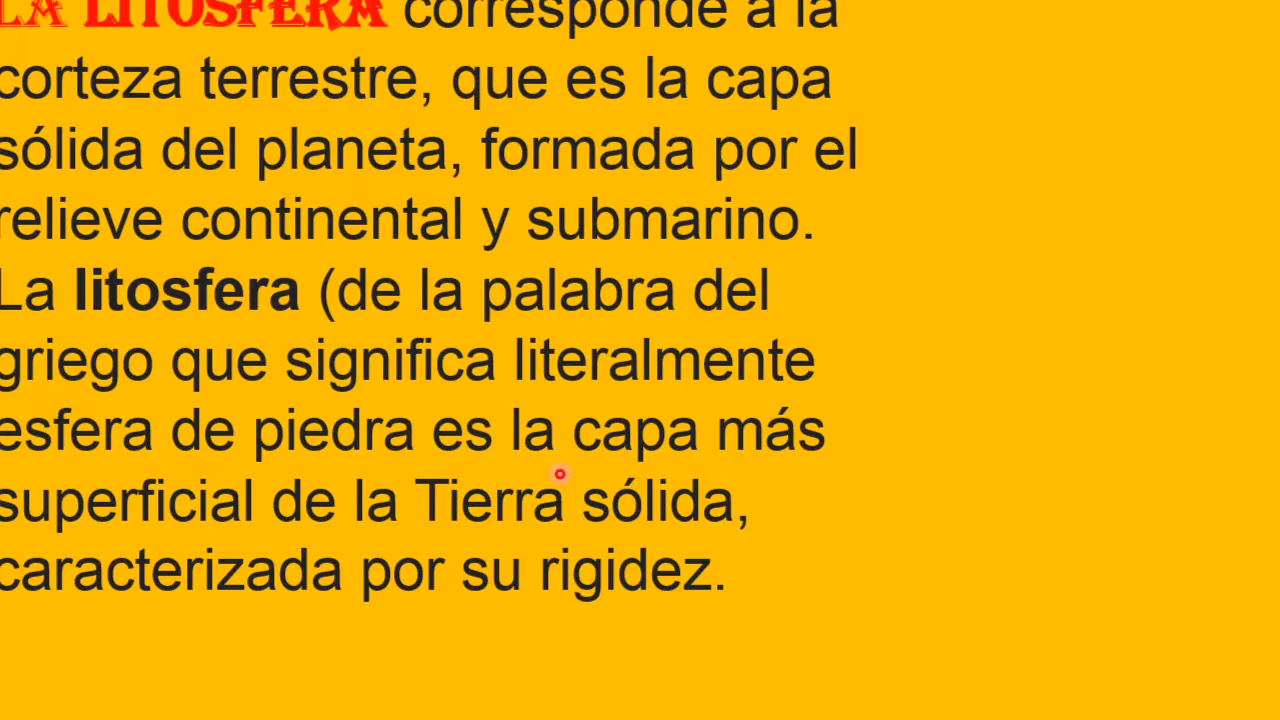 LA LITOSFERA corresponde a la
corteza terrestre, que es la capa
sólida del planeta, formada por el
relieve continental y submarino.
La litosfera (de la palabra del
griego que significa literalmente
esfera de piedra es la capa más
superficial de la Tierra sólida,
caracterizada por su rigidez.